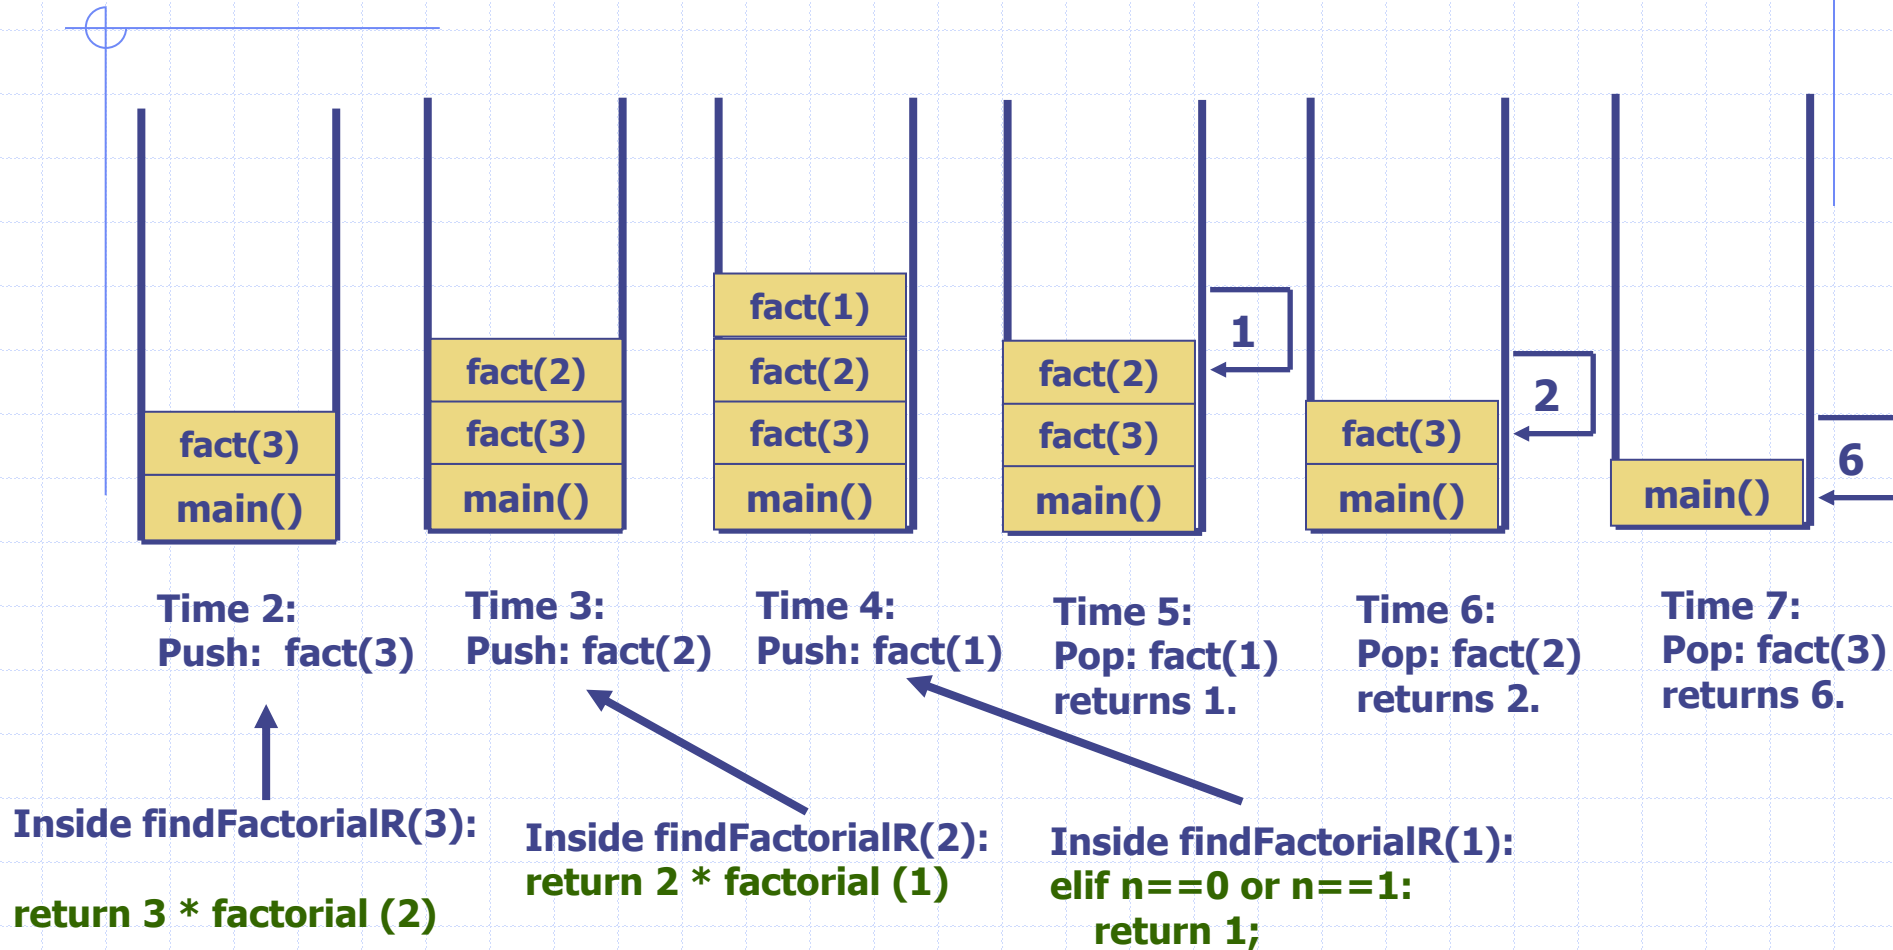 fact(3)
main()
fact(2)
fact(3)
main()
fact(1)
fact(2)
fact(3)
main()
fact(2)
fact(3)
main()
1
fact(3)
main()
2
main()
6
Time 2:
Push:  fact(3)
Time 3:
Push: fact(2)
Time 4:
Push: fact(1)
Time 5:
Pop: fact(1)
returns 1.
Time 6:
Pop: fact(2)
returns 2.
Time 7:
Pop: fact(3)
returns 6.
Inside findFactorialR(3):
return 3 * factorial (2)
Inside findFactorialR(2):
return 2 * factorial (1)
Inside findFactorialR(1):
elif n==0 or n==1:
return 1;